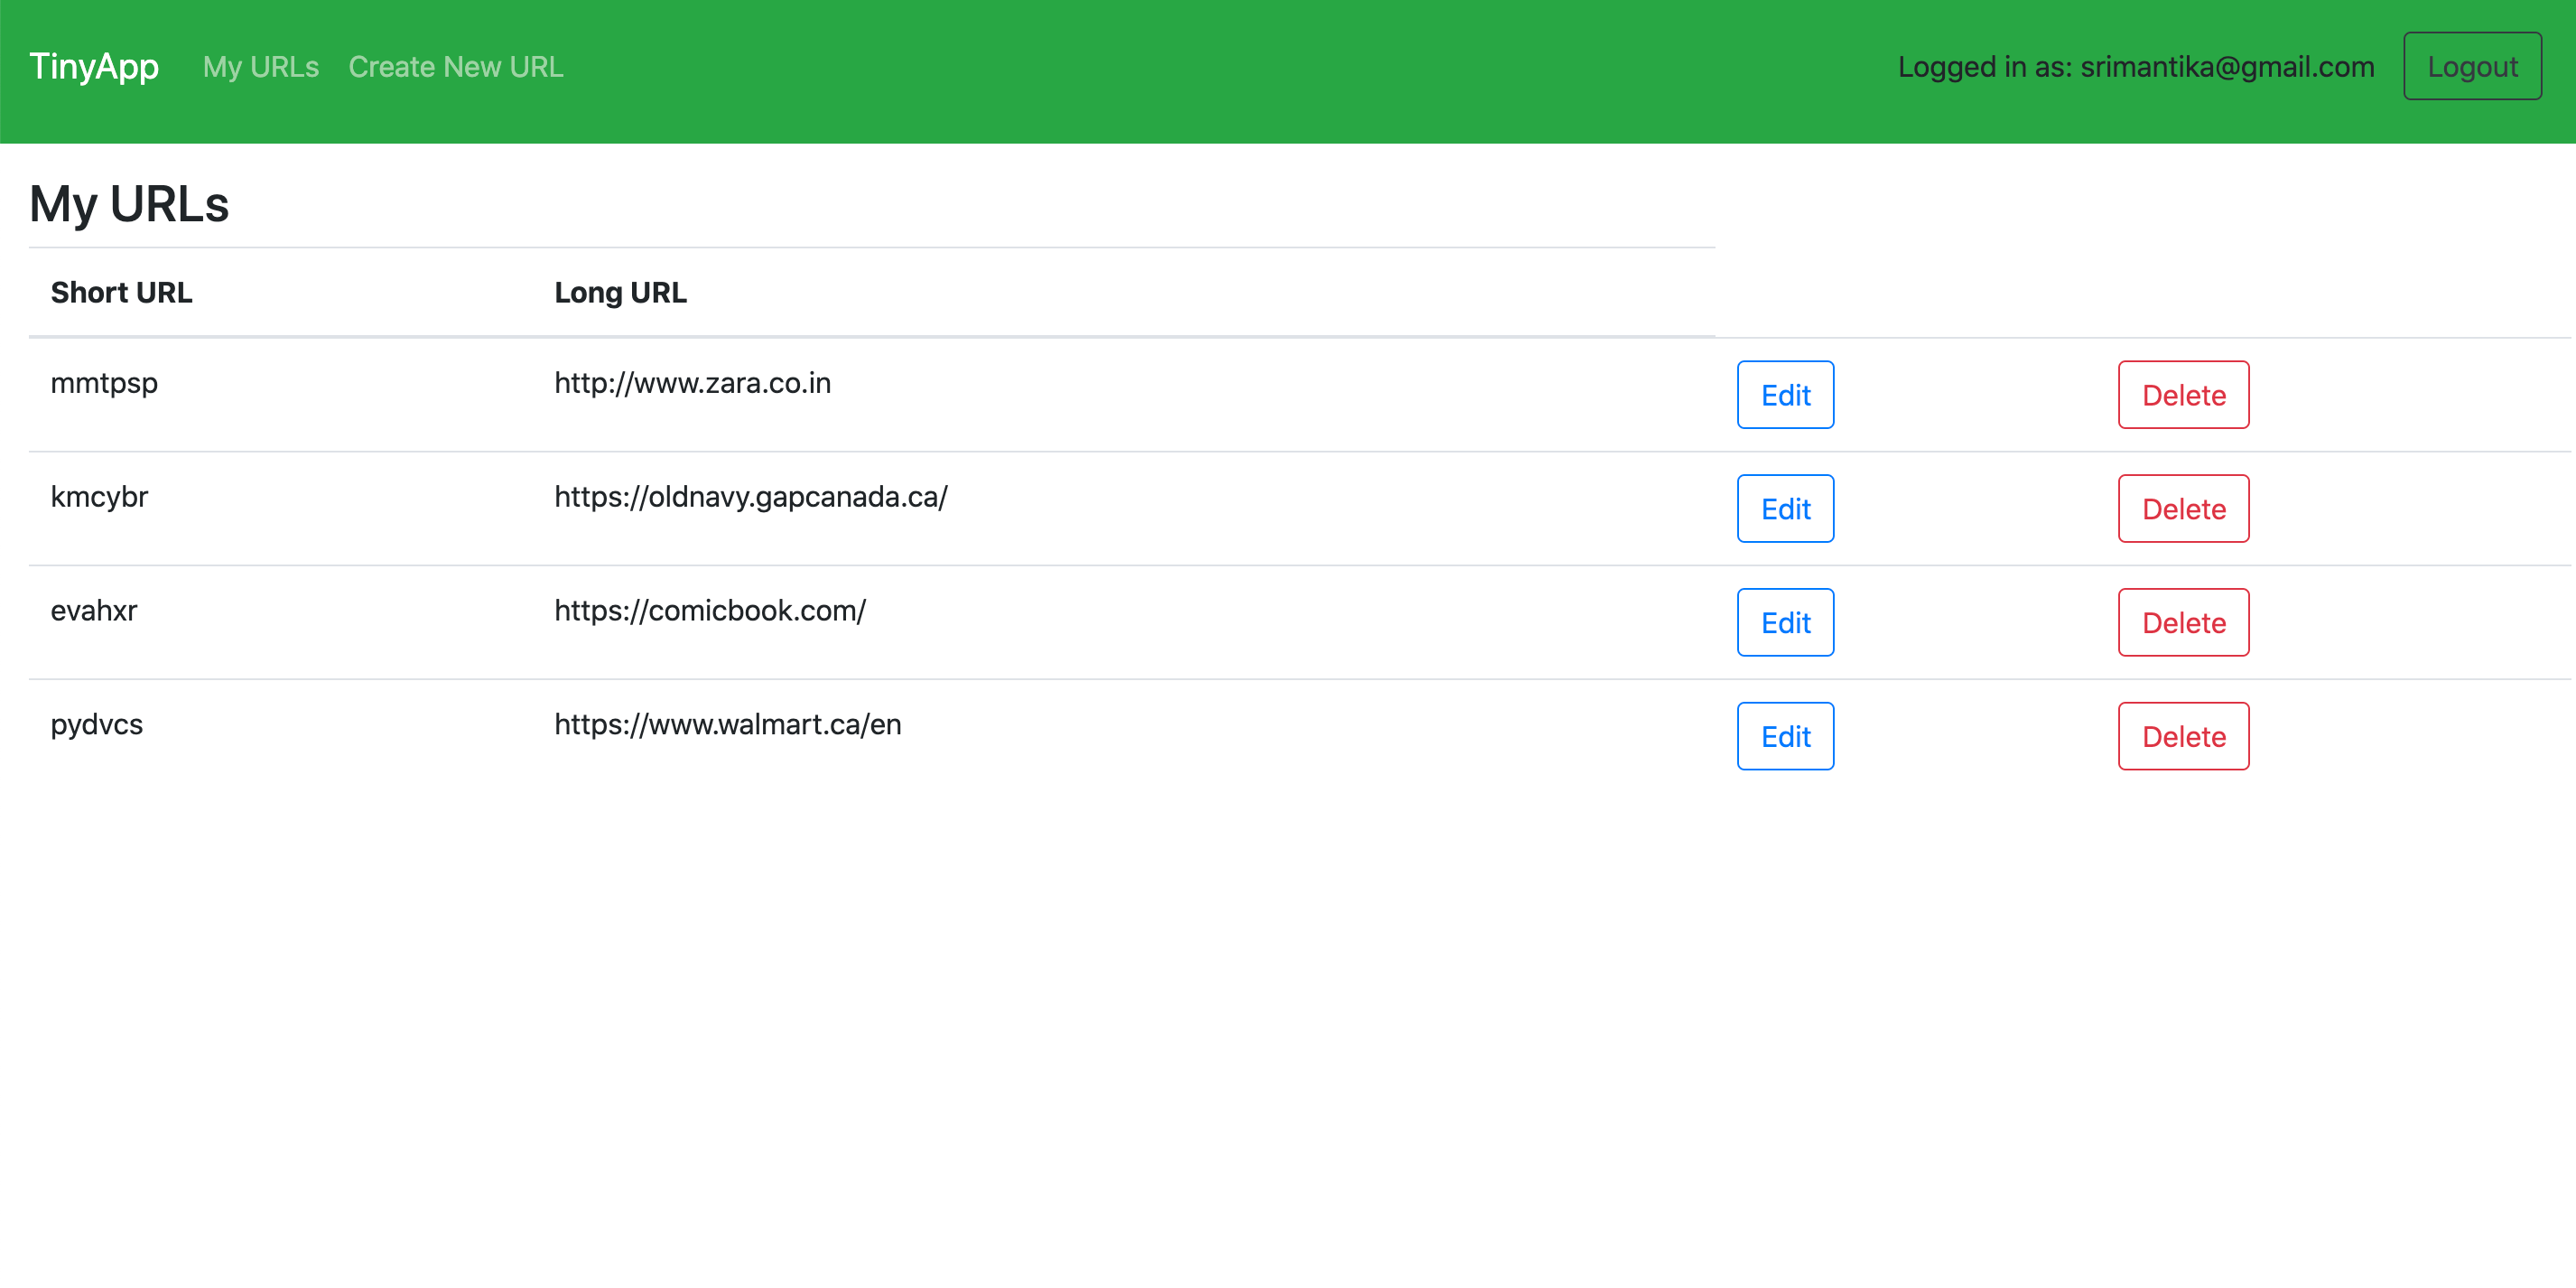 TinyApp My URLs Create New URL Logged in as: srimantika@gmail.com Logout
My URLs
Short URL Long URL
mmtpsp http://www.zara.co.in Edit Delete
kmcybr https://oldnavy.gapcanada.ca/ Edit Delete
evahxr https://comicbook.com/ Edit Delete
pydvcs https://www.walmart.ca/en Edit Delete